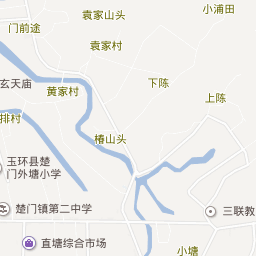 袁家山头
小浦田
门前途
袁家村
玄天庙
下陈
黄家村
上陈
排村
椿山头
玉环县楚
门外塘小学
楚门镇第二中学
三联教
直塘综合市场
小塘